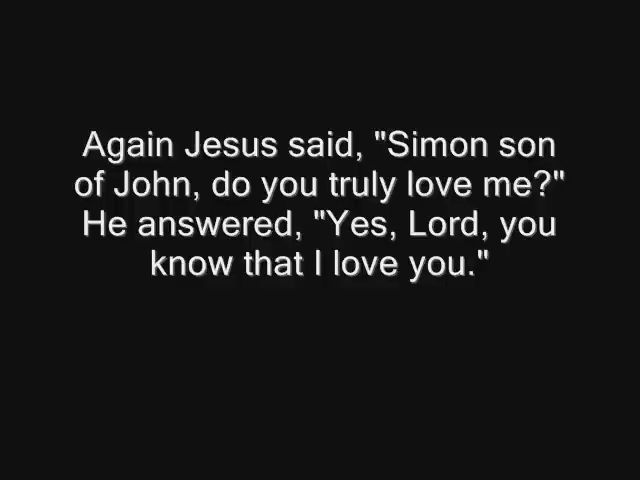 Again Jesus said, "Simon son
of John, do you truly love me?"
He answered, "Yes, Lord, you
know that I love you."